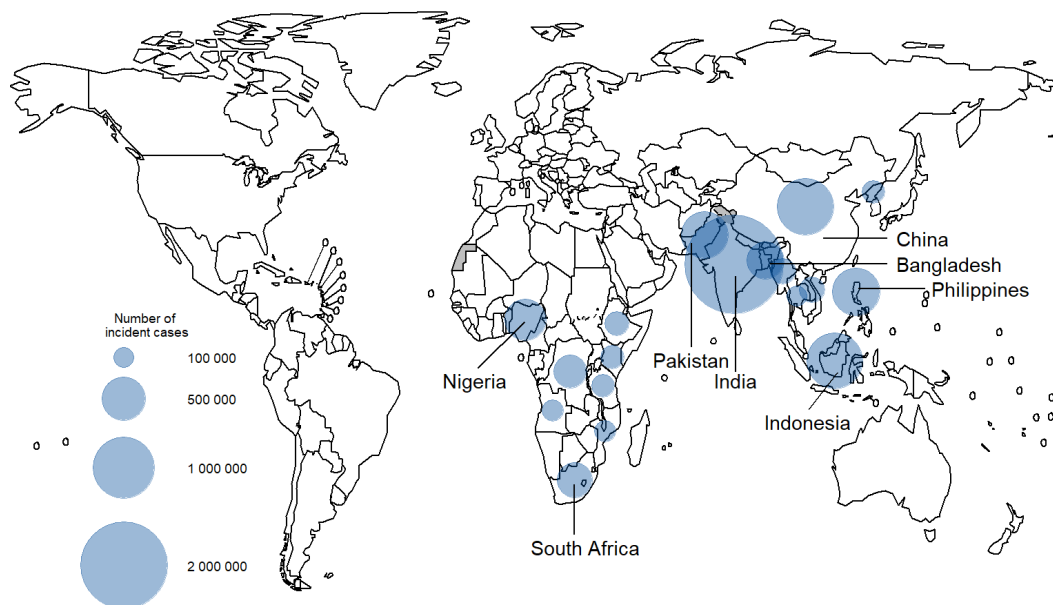 China
Bangladesh
Philippines
Number of
incident cases
100 000
Pakistan
Nigeria
India
500 000
Indonesia
1 000 000
South Africa
2 000 000